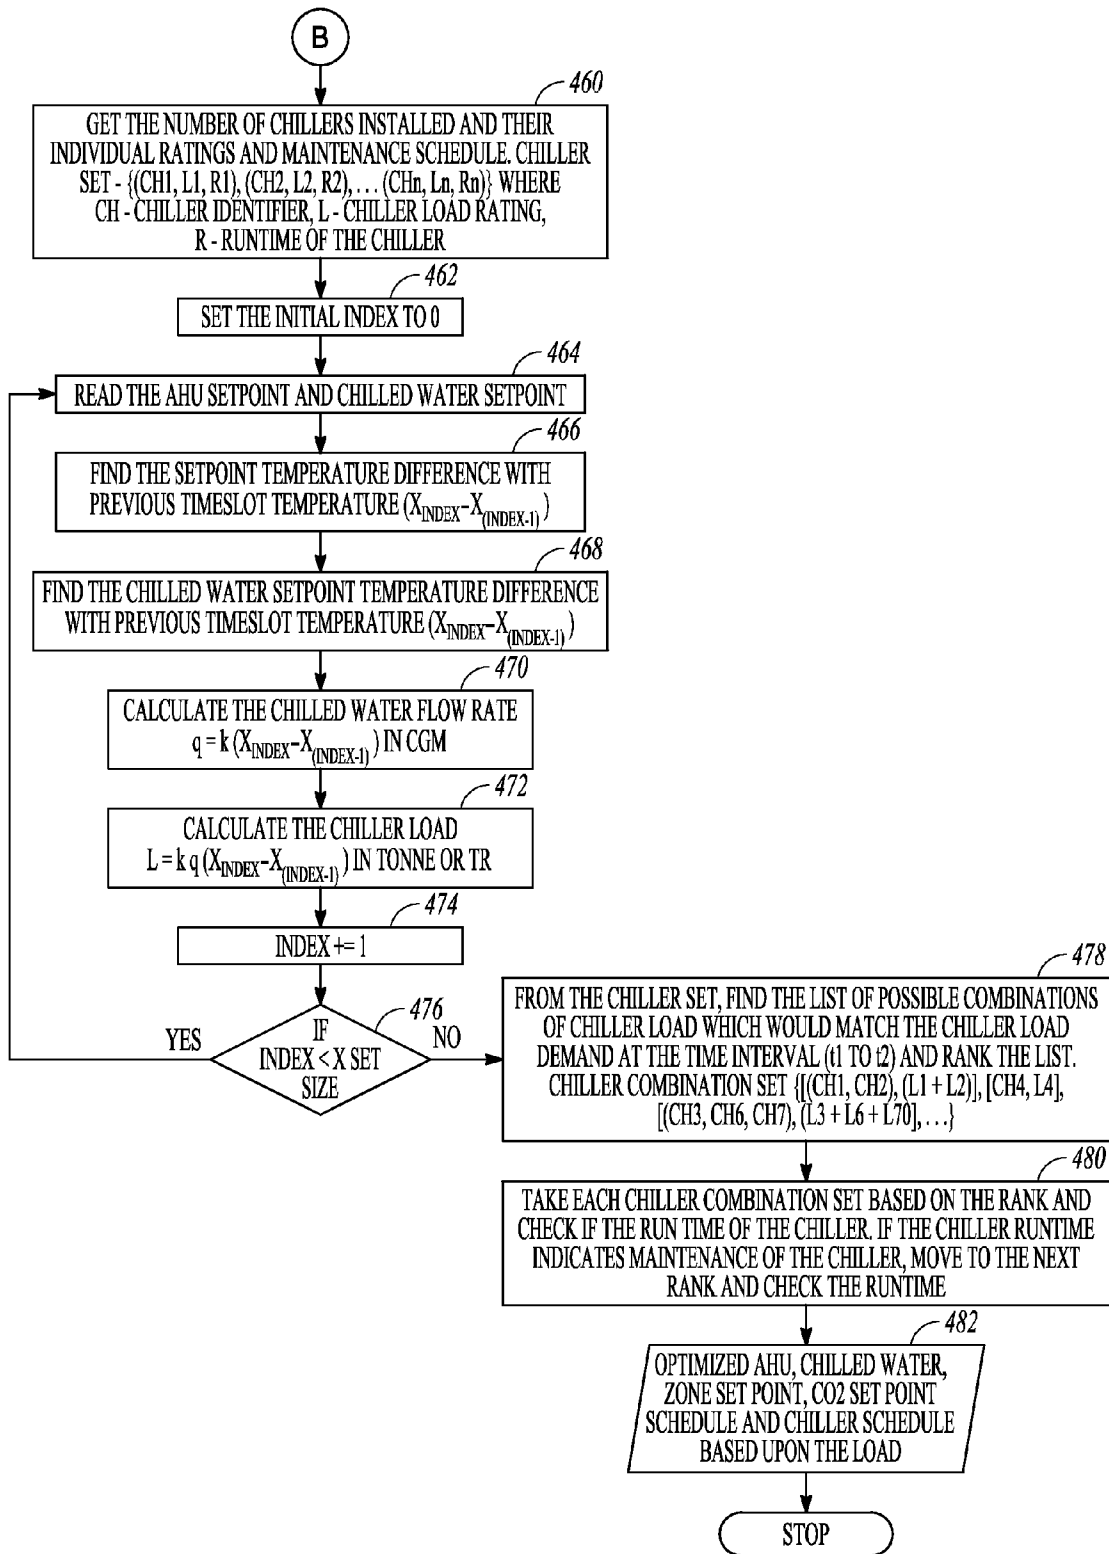 B
460
GET THE NUMBER OF CHILLERS INSTALLED AND THEIR
INDIVIDUAL RATINGS AND MAINTENANCE SCHEDULE. CHILLER
SET - {(CH1, L1, R1), (CH2, L2, R2), . . . (CHn, Ln, Rn)} WHERE
CH - CHILLER IDENTIFIER, L - CHILLER LOAD RATING,
R - RUNTIME OF THE CHILLER
462
SET THE INITIAL INDEX TO 0
464
READ THE AHU SETPOINT AND CHILLED WATER SETPOINT
466
FIND THE SETPOINT TEMPERATURE DIFFERENCE WITH
PREVIOUS TIMESLOT TEMPERATURE (X_INDEX–X_(INDEX-1))
468
FIND THE CHILLED WATER SETPOINT TEMPERATURE DIFFERENCE
WITH PREVIOUS TIMESLOT TEMPERATURE (X_INDEX–X_(INDEX-1))
470
CALCULATE THE CHILLED WATER FLOW RATE
q = k (X_INDEX–X_(INDEX-1)) IN CGM
472
CALCULATE THE CHILLER LOAD
L = k q (X_INDEX–X_(INDEX-1)) IN TONNE OR TR
474
INDEX += 1
476
YES
IF
INDEX < X SET
SIZE
NO
478
FROM THE CHILLER SET, FIND THE LIST OF POSSIBLE COMBINATIONS
OF CHILLER LOAD WHICH WOULD MATCH THE CHILLER LOAD
DEMAND AT THE TIME INTERVAL (t1 TO t2) AND RANK THE LIST.
CHILLER COMBINATION SET {[(CH1, CH2), (L1 + L2)], [CH4, L4],
[(CH3, CH6, CH7), (L3 + L6 + L70], . . .}
480
TAKE EACH CHILLER COMBINATION SET BASED ON THE RANK AND
CHECK IF THE RUN TIME OF THE CHILLER. IF THE CHILLER RUNTIME
INDICATES MAINTENANCE OF THE CHILLER, MOVE TO THE NEXT
RANK AND CHECK THE RUNTIME
482
OPTIMIZED AHU, CHILLED WATER,
ZONE SET POINT, CO2 SET POINT
SCHEDULE AND CHILLER SCHEDULE
BASED UPON THE LOAD
STOP